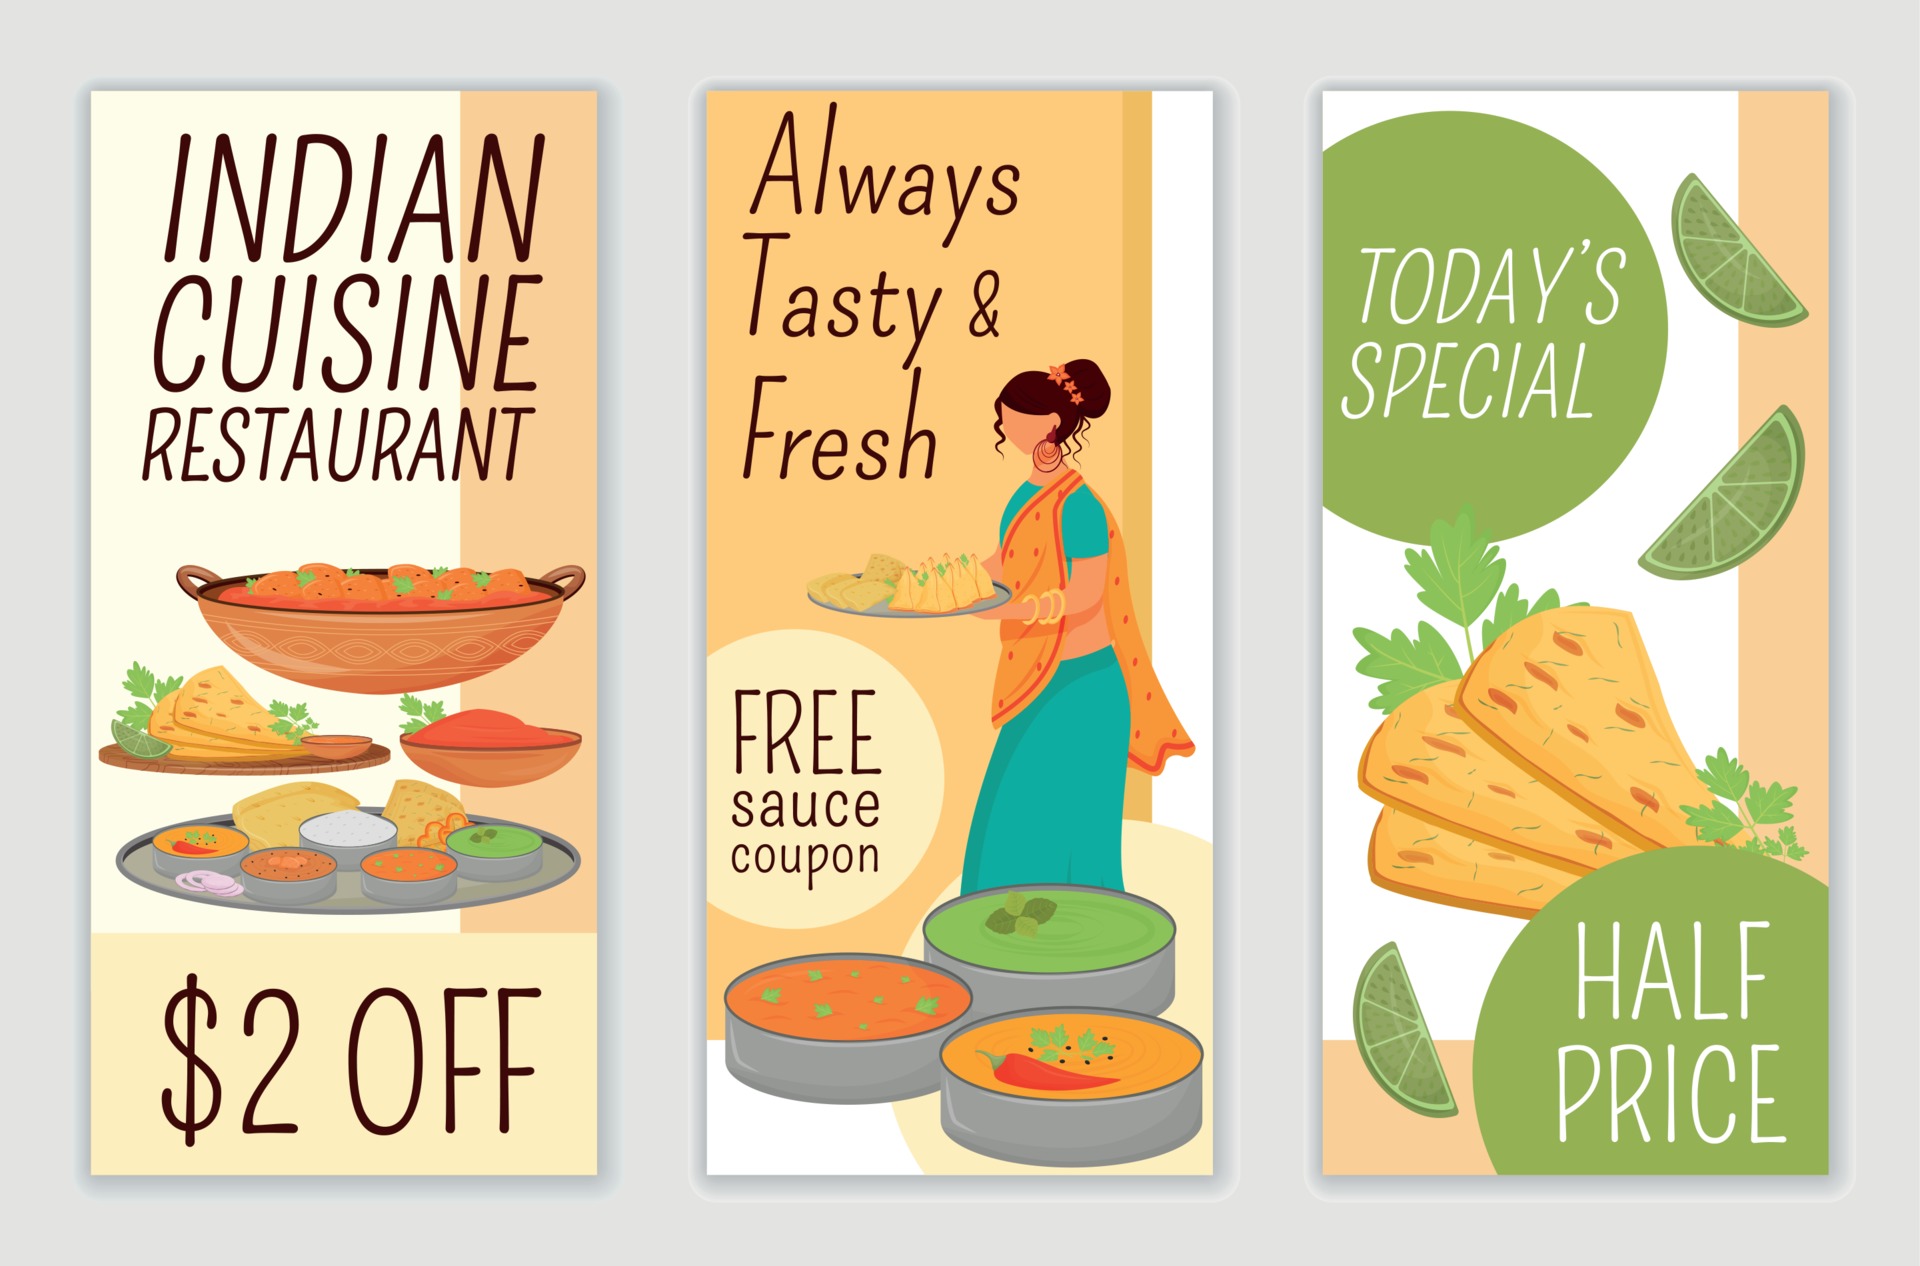 INDIAN
CUISINE
RESTAURANT
$2 OFF
Always
Tasty &
Fresh
FREE
sauce
coupon
TODAY'S
SPECIAL
HALF
PRICE